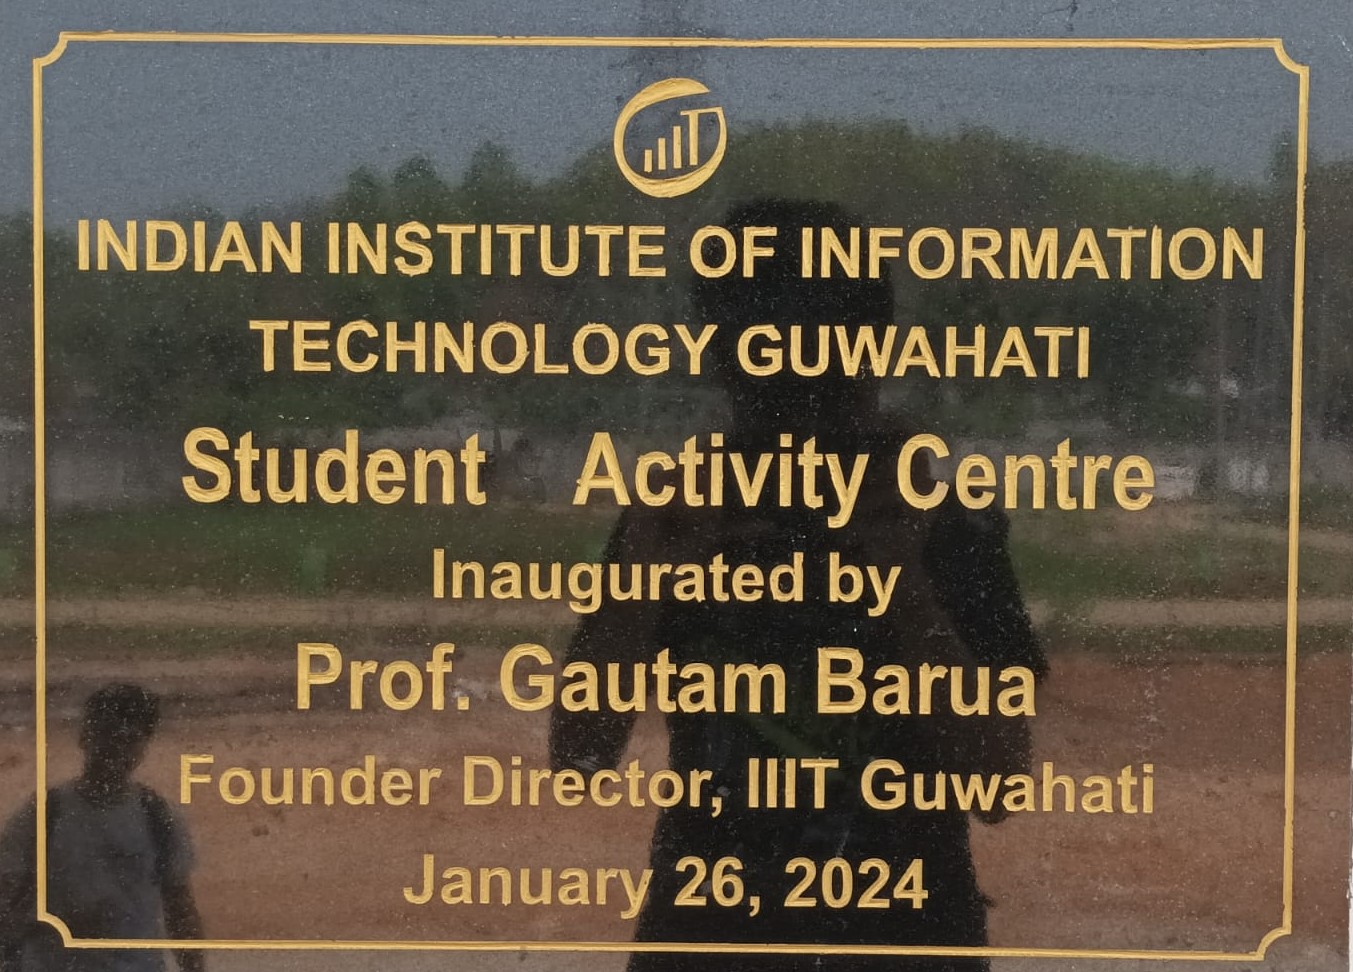 IIIT
INDIAN INSTITUTE OF INFORMATION
TECHNOLOGY GUWAHATI
Student Activity Centre
Inaugurated by
Prof. Gautam Barua
Founder Director, IIIT Guwahati
January 26, 2024